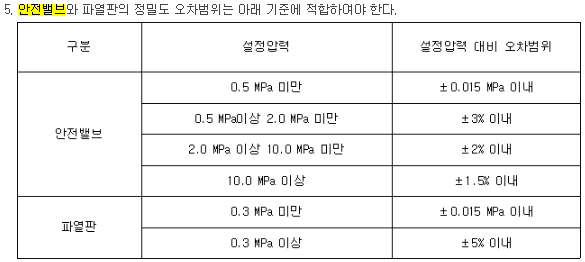 5. 안전밸브와 파열판의 정밀도 오차범위는 아래 기준에 적합하여야 한다.
구분 설정압력 설정압력 대비 오차범위
안전밸브 0.5 MPa 미만 ±0.015 MPa 이내
0.5 MPa이상 2.0 MPa 미만 ±3% 이내
2.0 MPa 이상 10.0 MPa 미만 ±2% 이내
10.0 MPa 이상 ±1.5% 이내
파열판 0.3 MPa 미만 ±0.015 MPa 이내
0.3 MPa 이상 ±5% 이내